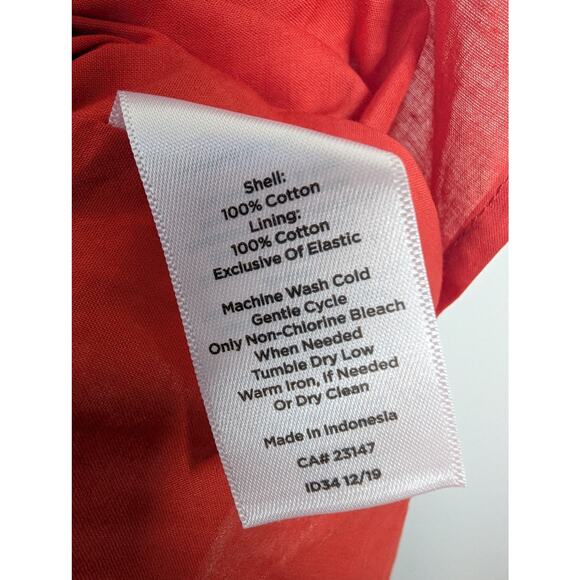 Shell:
100% Cotton
Lining:
100% Cotton
Exclusive Of Elastic
Machine Wash Cold
Gentle Cycle
Only Non-Chlorine Bleach
When Needed
Tumble Dry Low
Warm Iron, If Needed
Or Dry Clean
Made In Indonesia
CA# 23147
ID34 12/19